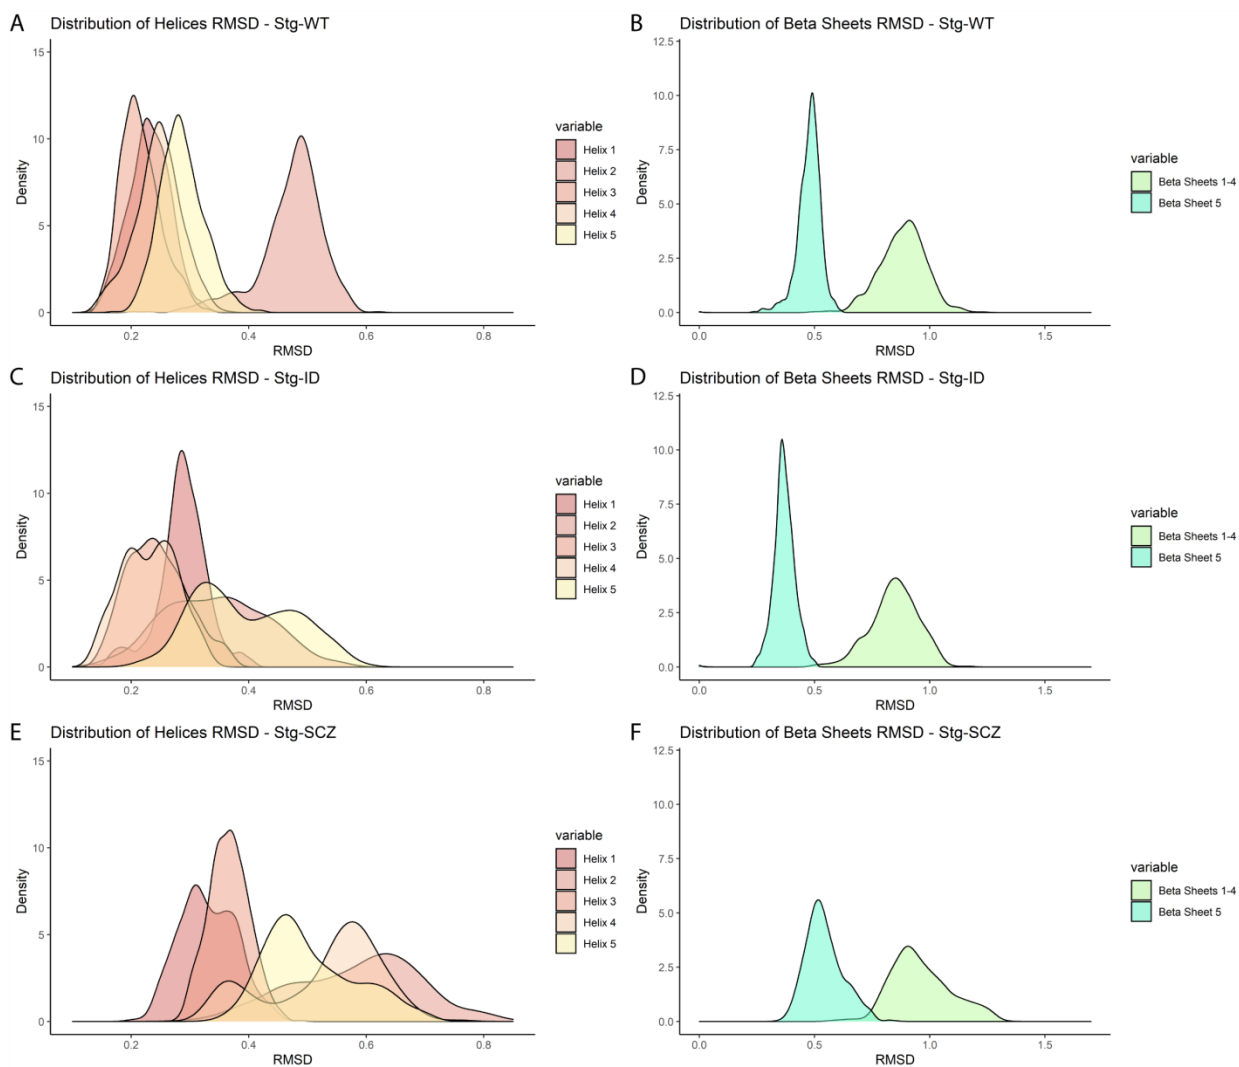 A
Distribution of Helices RMSD - Stg-WT
15
10
5
0
Density
0.2
0.4
0.6
0.8
RMSD
variable
Helix 1
Helix 2
Helix 3
Helix 4
Helix 5
B
Distribution of Beta Sheets RMSD - Stg-WT
12.5
10.0
7.5
5.0
2.5
0.0
Density
0.0
0.5
1.0
1.5
RMSD
variable
Beta Sheets 1-4
Beta Sheet 5
C
Distribution of Helices RMSD - Stg-ID
15
10
5
0
Density
0.2
0.4
0.6
0.8
RMSD
variable
Helix 1
Helix 2
Helix 3
Helix 4
Helix 5
D
Distribution of Beta Sheets RMSD - Stg-ID
12.5
10.0
7.5
5.0
2.5
0.0
Density
0.0
0.5
1.0
1.5
RMSD
variable
Beta Sheets 1-4
Beta Sheet 5
E
Distribution of Helices RMSD - Stg-SCZ
15
10
5
0
Density
0.2
0.4
0.6
0.8
RMSD
variable
Helix 1
Helix 2
Helix 3
Helix 4
Helix 5
F
Distribution of Beta Sheets RMSD - Stg-SCZ
12.5
10.0
7.5
5.0
2.5
0.0
Density
0.0
0.5
1.0
1.5
RMSD
variable
Beta Sheets 1-4
Beta Sheet 5